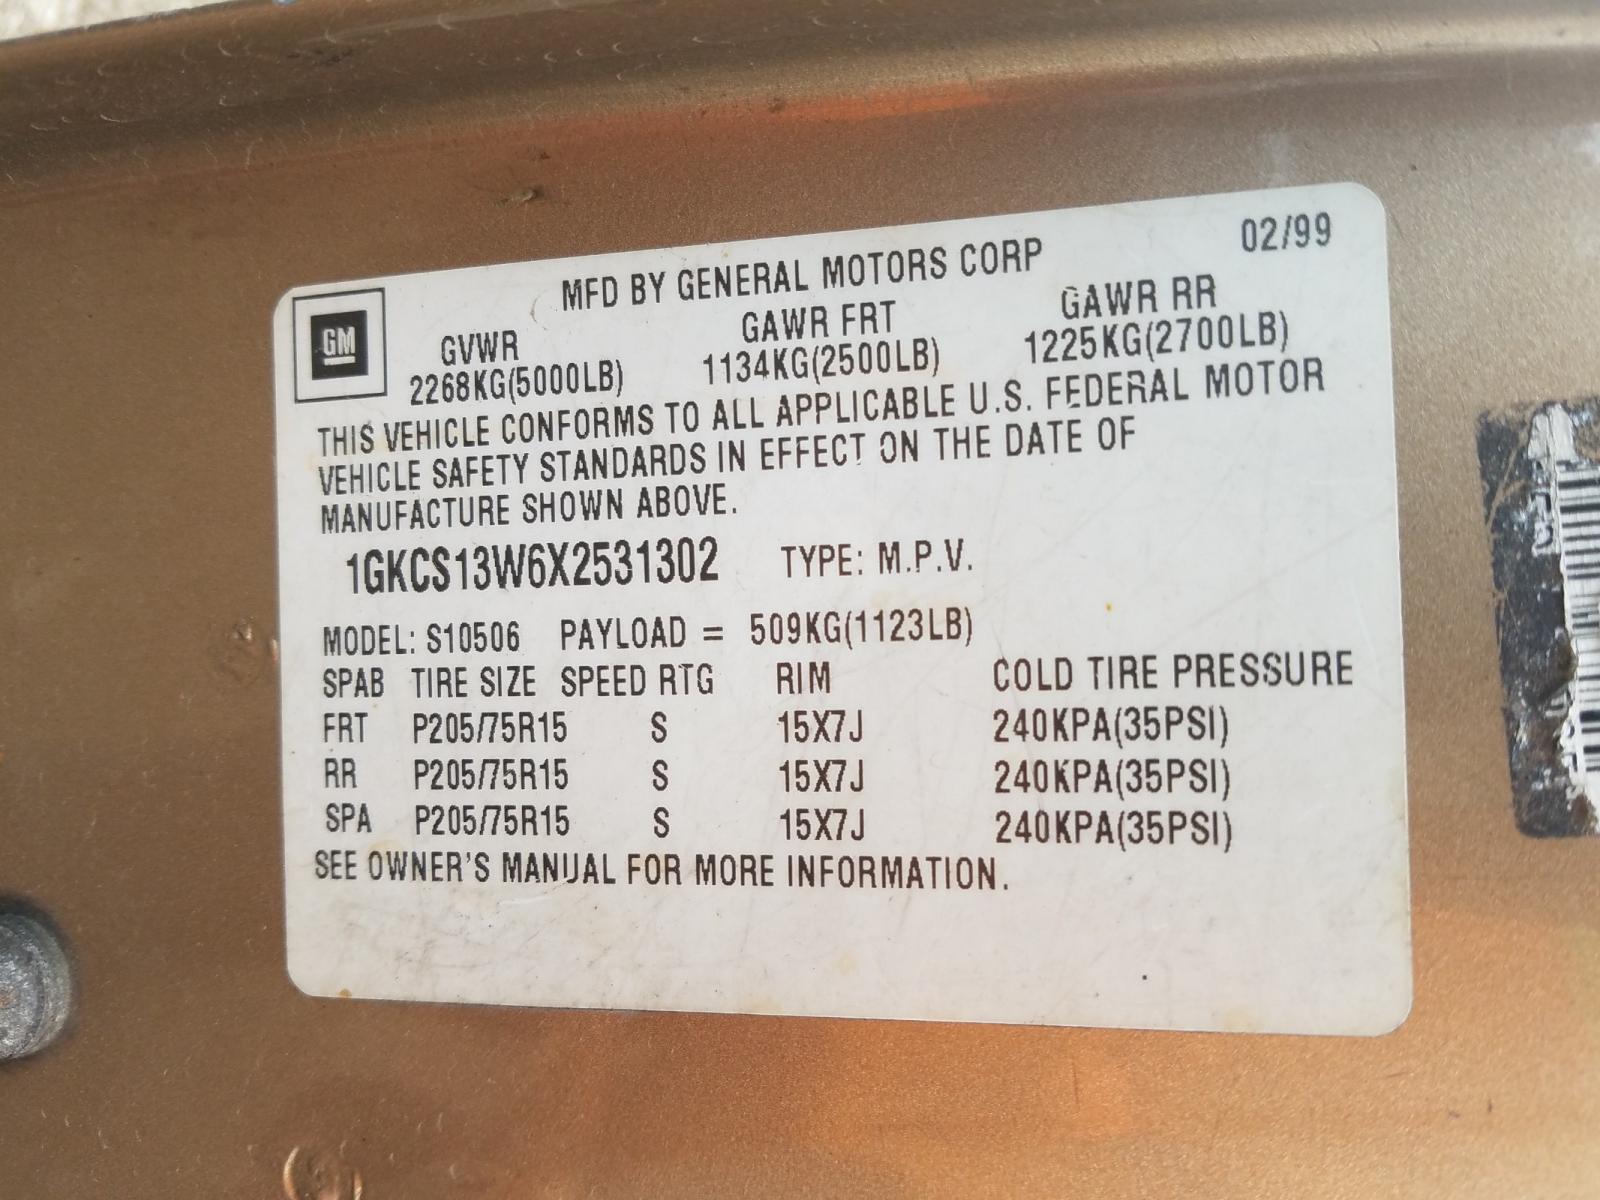 02/99
MFD BY GENERAL MOTORS CORP
GM
GVWR GAWR FRT GAWR RR
2268KG(5000LB) 1134KG(2500LB) 1225KG(2700LB)
THIS VEHICLE CONFORMS TO ALL APPLICABLE U.S. FEDERAL MOTOR
VEHICLE SAFETY STANDARDS IN EFFECT ON THE DATE OF
MANUFACTURE SHOWN ABOVE.
1GKCS13W6X2531302 TYPE: M.P.V.
MODEL: S10506 PAYLOAD = 509KG(1123LB)
SPAB TIRE SIZE SPEED RTG RIM COLD TIRE PRESSURE
FRT P205/75R15 S 15X7J 240KPA(35PSI)
RR P205/75R15 S 15X7J 240KPA(35PSI)
SPA P205/75R15 S 15X7J 240KPA(35PSI)
SEE OWNER'S MANUAL FOR MORE INFORMATION.